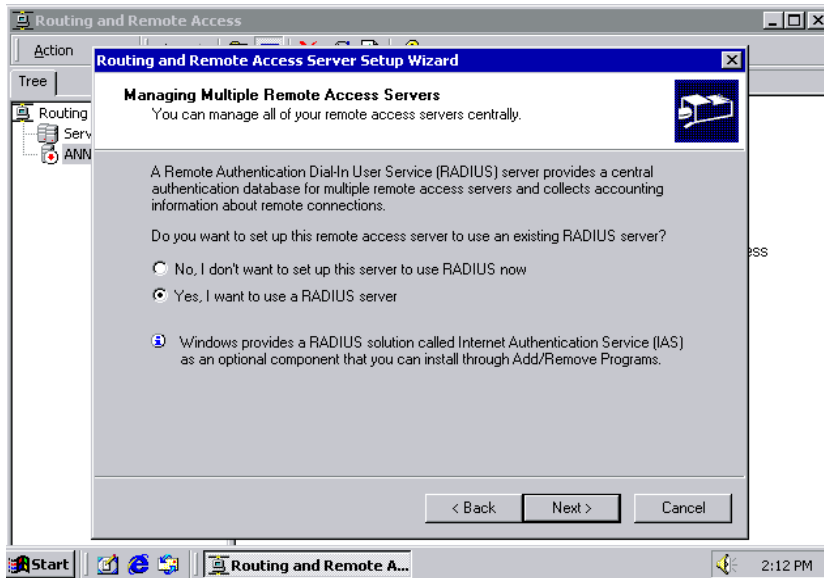 Routing and Remote Access
Action
Routing and Remote Access Server Setup Wizard
Tree
Managing Multiple Remote Access Servers
You can manage all of your remote access servers centrally.
Routing
Serv
ANN
A Remote Authentication Dial-In User Service (RADIUS) server provides a central
authentication database for multiple remote access servers and collects accounting
information about remote connections.
Do you want to set up this remote access server to use an existing RADIUS server?
ess
No, I don't want to set up this server to use RADIUS now
Yes, I want to use a RADIUS server
Windows provides a RADIUS solution called Internet Authentication Service (IAS)
as an optional component that you can install through Add/Remove Programs.
< Back
Next >
Cancel
Start
Routing and Remote A...
2:12 PM